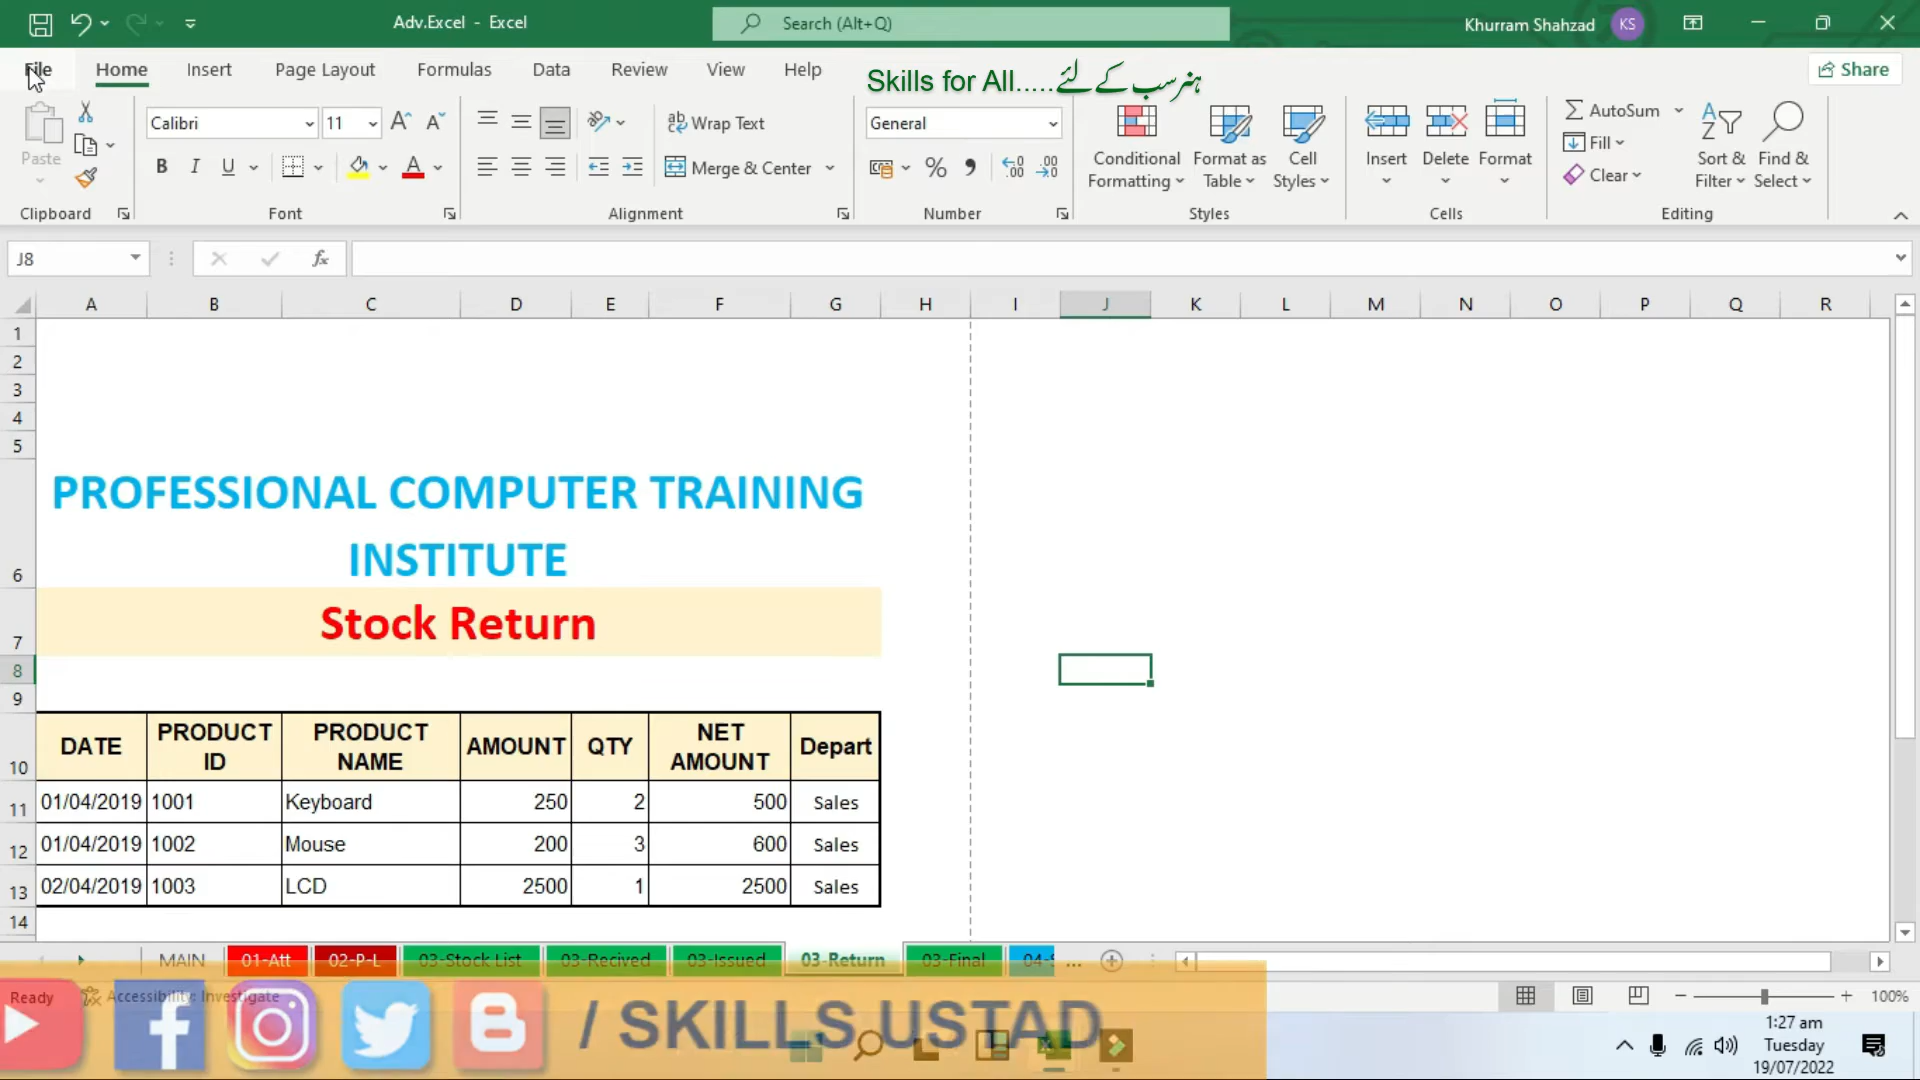 Adv.Excel - Excel
Search (Alt+Q)
Khurram Shahzad
KS
File Home Insert Page Layout Formulas Data Review View Help
Skills for All.....ہنر سب کے لئے
Share
Paste
Calibri 11
Wrap Text
General
Merge & Center
Conditional Formatting
Format as Table
Cell Styles
Insert
Delete
Format
AutoSum
Fill
Clear
Sort & Filter
Find & Select
Clipboard Font Alignment Number Styles Cells Editing
J8
fx
A B C D E F G H I J K L M N O P Q R
1
2
3
4
5
6
7
8
9
10
11
12
13
14
PROFESSIONAL COMPUTER TRAINING
INSTITUTE
Stock Return
DATE PRODUCT ID PRODUCT NAME AMOUNT QTY NET AMOUNT Depart
01/04/2019 1001 Keyboard 250 2 500 Sales
01/04/2019 1002 Mouse 200 3 600 Sales
02/04/2019 1003 LCD 2500 1 2500 Sales
MAIN 01-Att 02-P-L 03-Stock List 03-Recived 03-Issued 03-Return 03-Final ...
Ready
Accessibility: Investigate
100%
/ SKILLS USTAD
1:27 am
Tuesday
19/07/2022